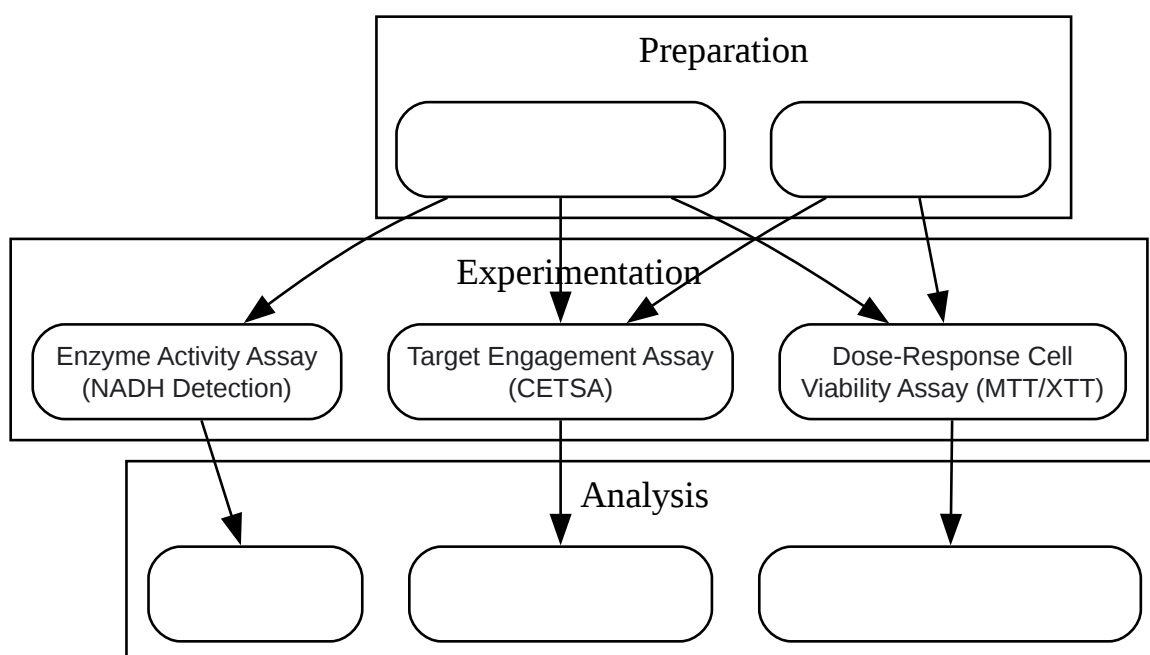 Preparation
Experimentation
Enzyme Activity Assay
(NADH Detection)
Target Engagement Assay
(CETSA)
Dose-Response Cell
Viability Assay (MTT/XTT)
Analysis